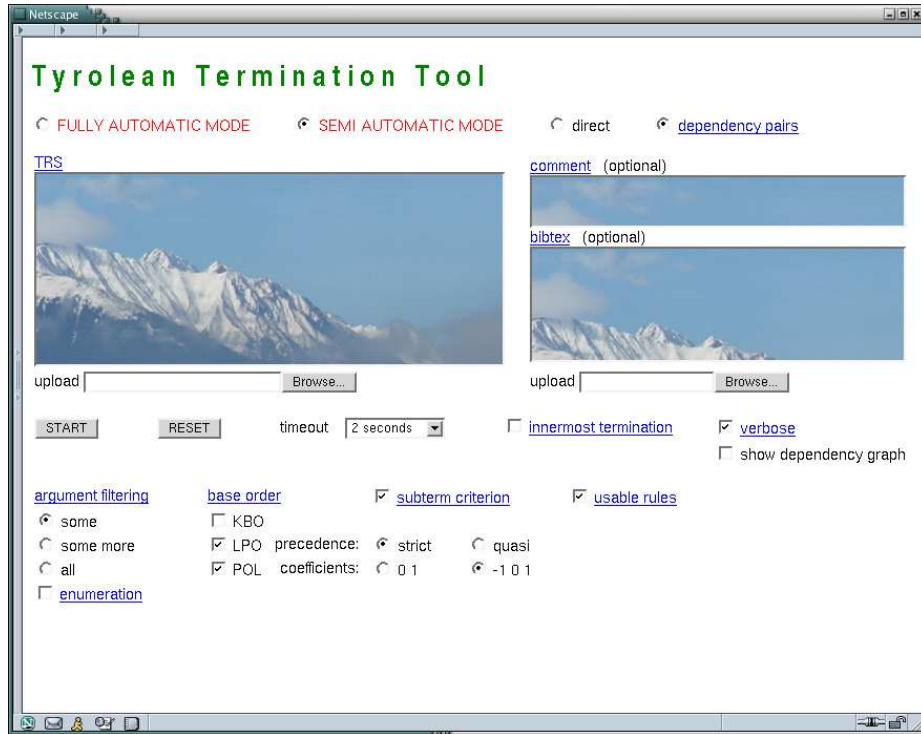 Netscape
Tyrolean Termination Tool
FULLY AUTOMATIC MODE SEMI AUTOMATIC MODE direct dependency pairs
TRS
comment (optional)
bibtex (optional)
upload Browse... upload Browse...
START RESET timeout 2 seconds innermost termination verbose
show dependency graph
argument filtering base order subterm criterion usable rules
some KBO
some more LPO precedence: strict quasi
all POL coefficients: 0 1 -1 0 1
enumeration